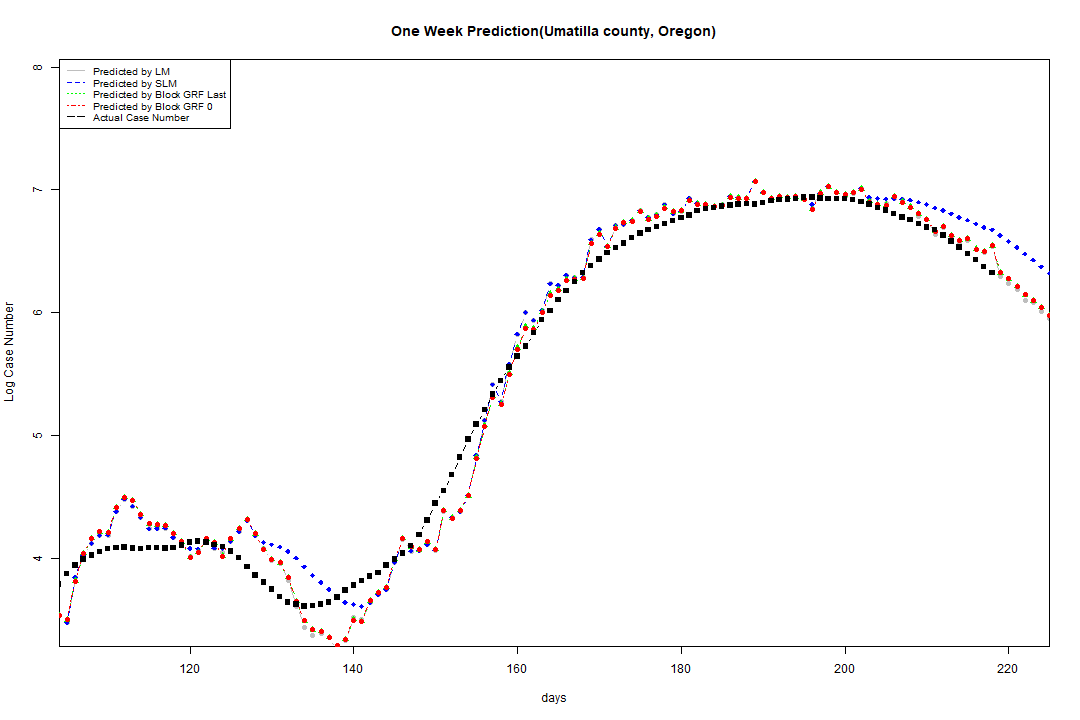 One Week Prediction(Umatilla county, Oregon)
Predicted by LM
Predicted by SLM
Predicted by Block GRF Last
Predicted by Block GRF 0
Actual Case Number
Log Case Number
8
7
6
5
4
120 140 160 180 200 220
days